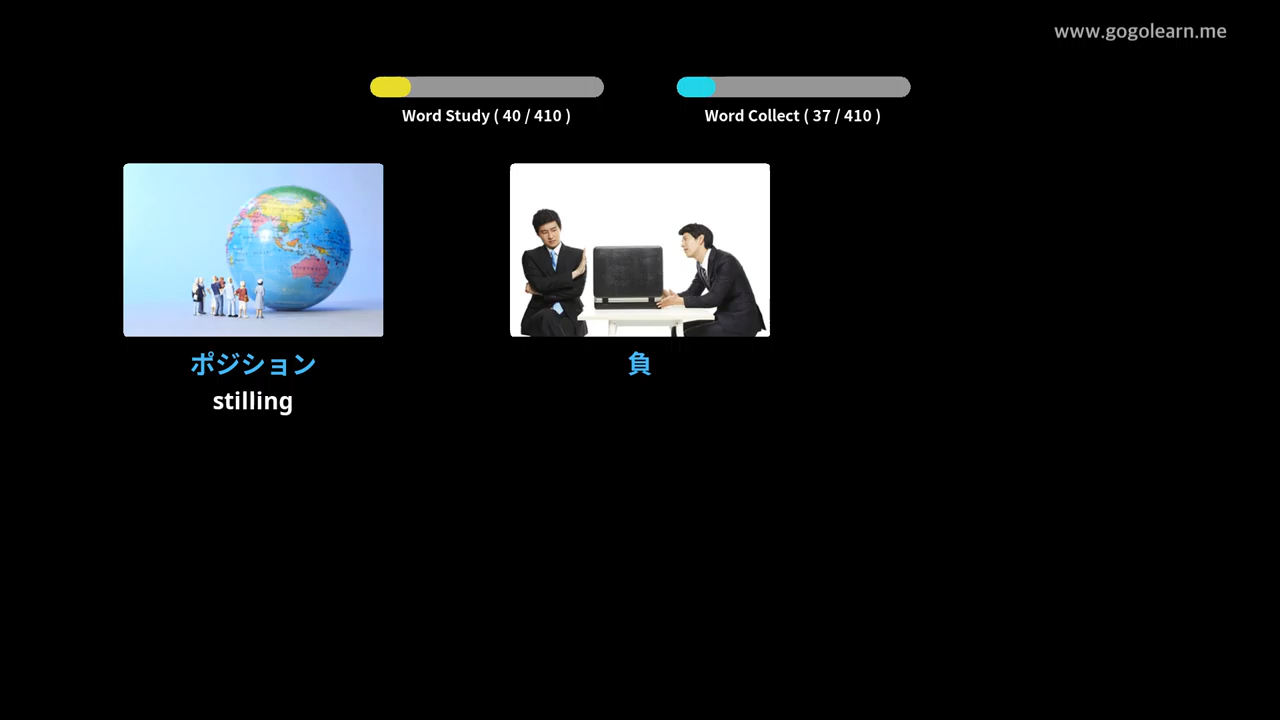 www.gogolearn.me
Word Study ( 40 / 410 )
Word Collect ( 37 / 410 )
ポジション
stilling
負